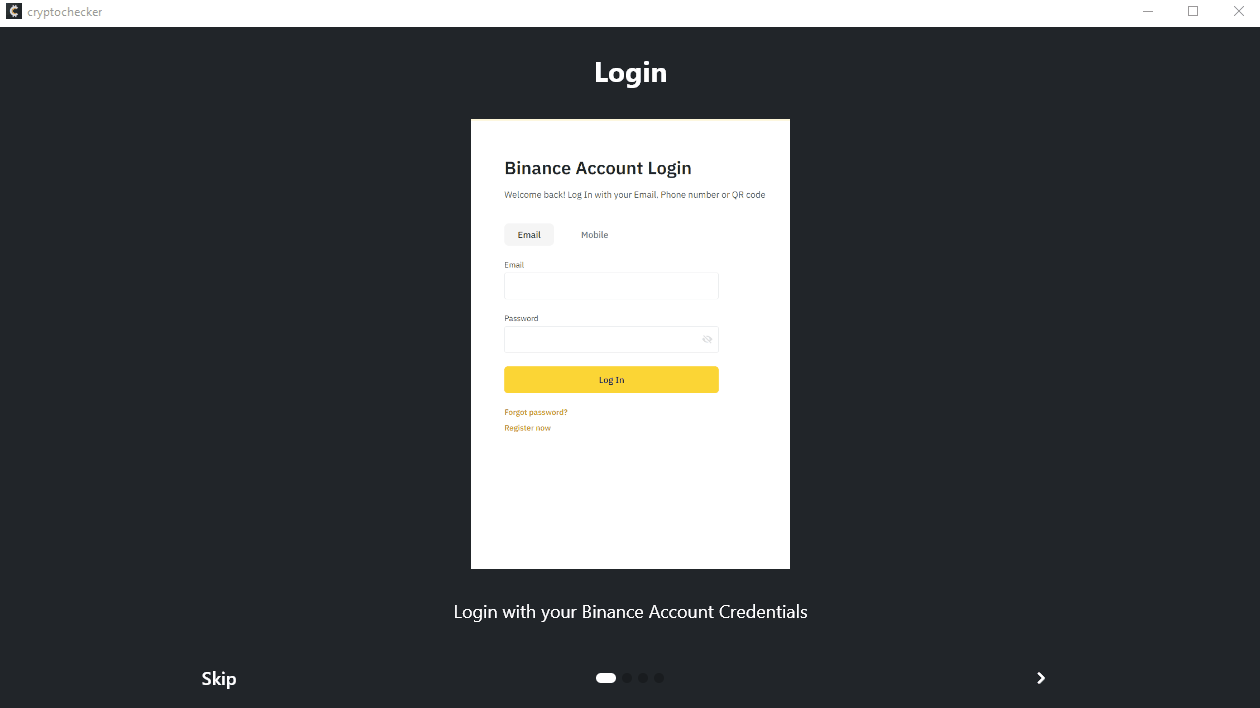 cryptochecker
Login
Binance Account Login
Welcome back! Log In with your Email, Phone number or QR code
Email Mobile
Email
Password
Log In
Forgot password?
Register now
Login with your Binance Account Credentials
Skip